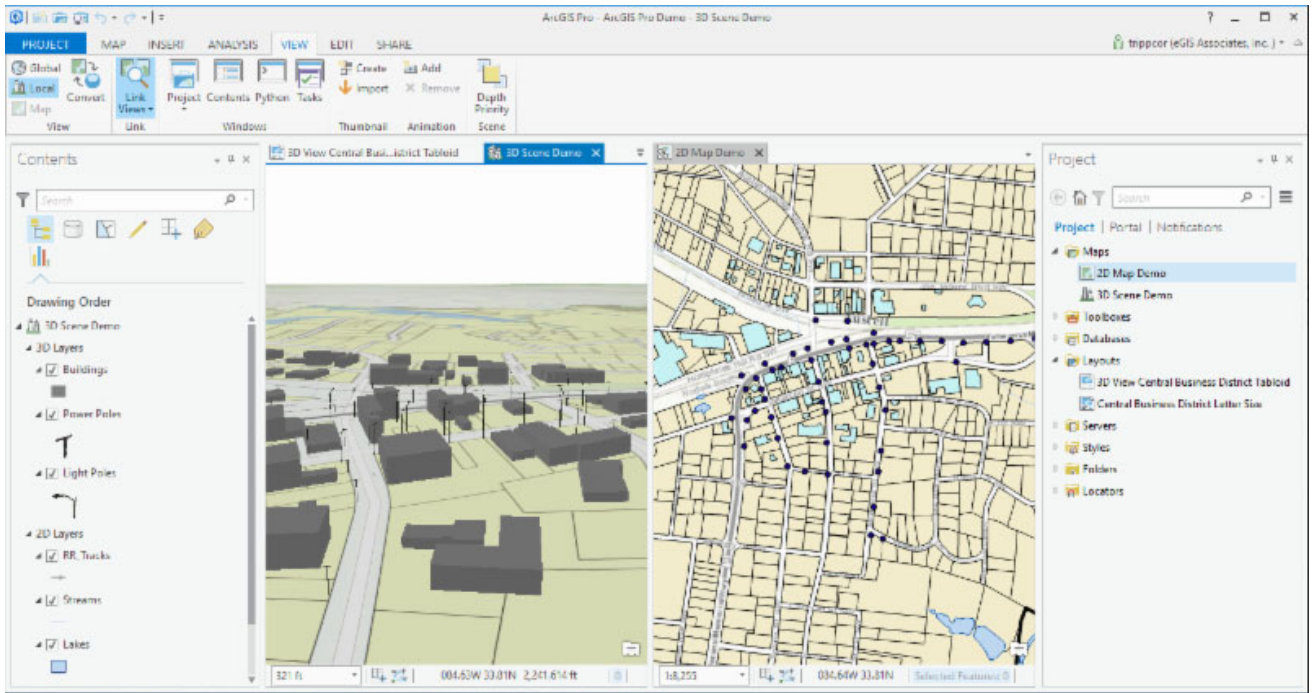 ArcGIS Pro - ArcGIS Pro Demo - 3D Scene Demo
PROJECT MAP INSERT ANALYSIS VIEW EDIT SHARE
trippcor (eGIS Associates, Inc.)
Global
Local
Map
Convert
View
Link Views
Link
Project Contents Python Tasks
Windows
Create
Import
Thumbnail
Add
Remove
Animation
Depth Priority
Scene
Contents
Search
Drawing Order
3D Scene Demo
3D Layers
Buildings
Power Poles
Light Poles
2D Layers
RR_Tracks
Streams
Lakes
3D View Central Busi...istrict Tabloid
3D Scene Demo
321 ft
084.63W 33.81N 2,241.614 ft
2D Map Demo
1:8,255
084.64W 33.81N
Selected Features: 0
Project
Search
Project | Portal | Notifications
Maps
2D Map Demo
3D Scene Demo
Toolboxes
Databases
Layouts
3D View Central Business District Tabloid
Central Business District Letter Size
Servers
Styles
Folders
Locators